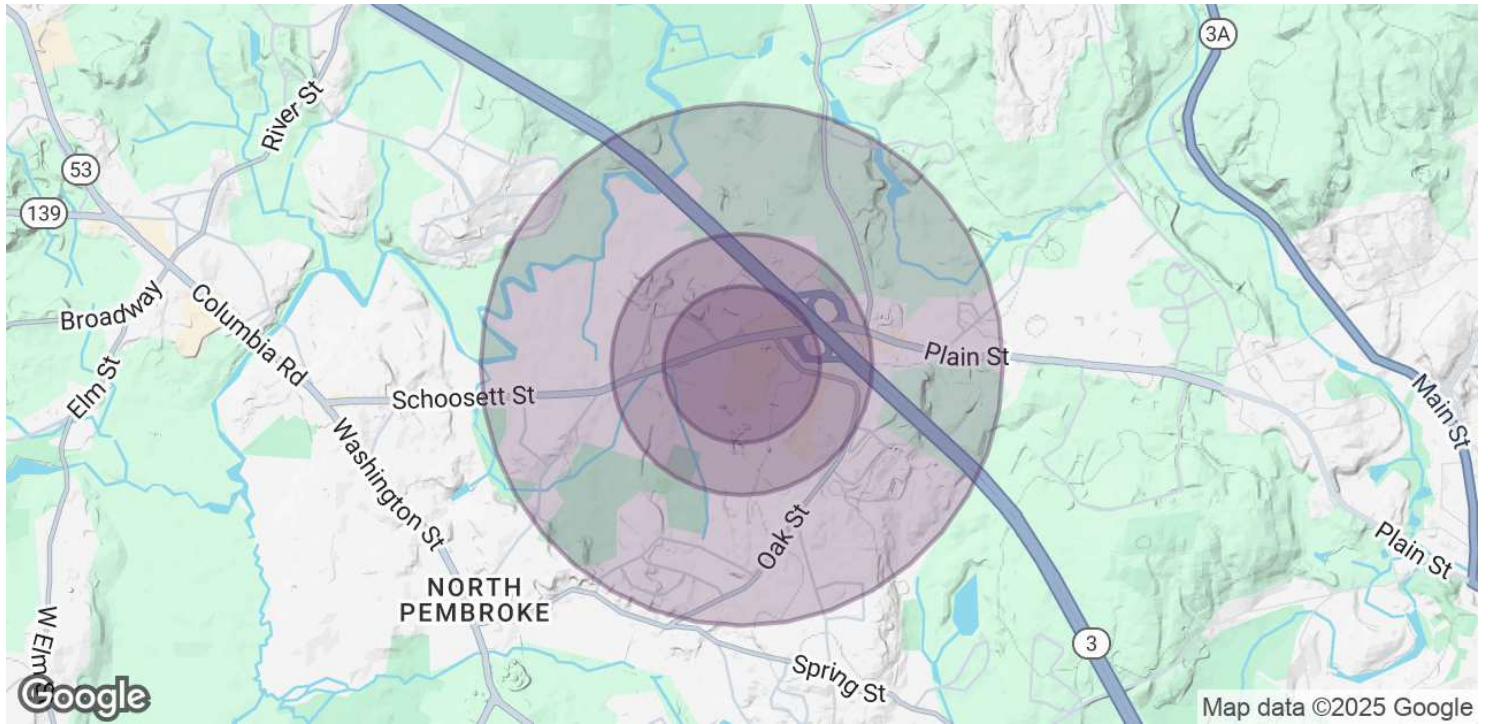 3A
River St
53
139
Broadway
Columbia Rd
Elm St
Schoosett St
Plain St
Main St
Washington St
Oak St
Plain St
NORTH
PEMBROKE
W Elm St
Spring St
3
Google
Map data ©2025 Google